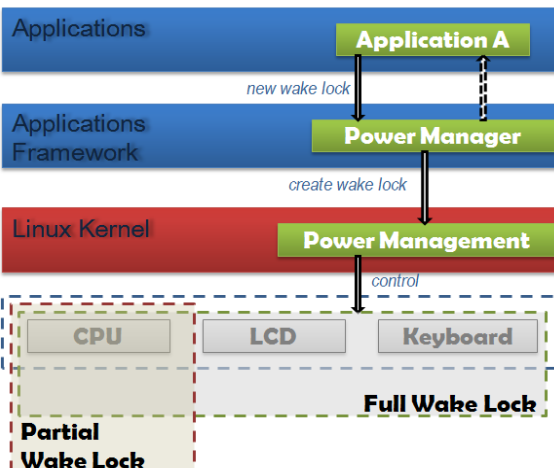 Applications
Application A
new wake lock
Applications
Framework
Power Manager
create wake lock
Linux Kernel
Power Management
control
CPU
LCD
Keyboard
Full Wake Lock
Partial
Wake Lock